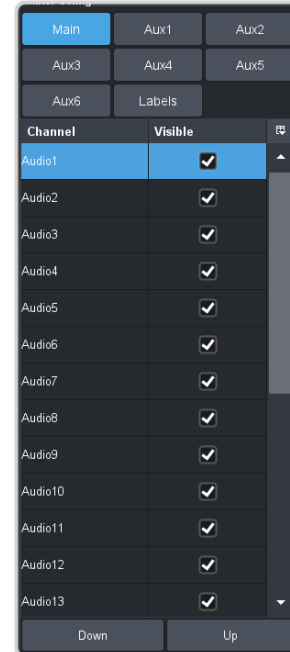 Main Aux1 Aux2
Aux3 Aux4 Aux5
Aux6 Labels
Channel Visible
Audio1
Audio2
Audio3
Audio4
Audio5
Audio6
Audio7
Audio8
Audio9
Audio10
Audio11
Audio12
Audio13
Down Up